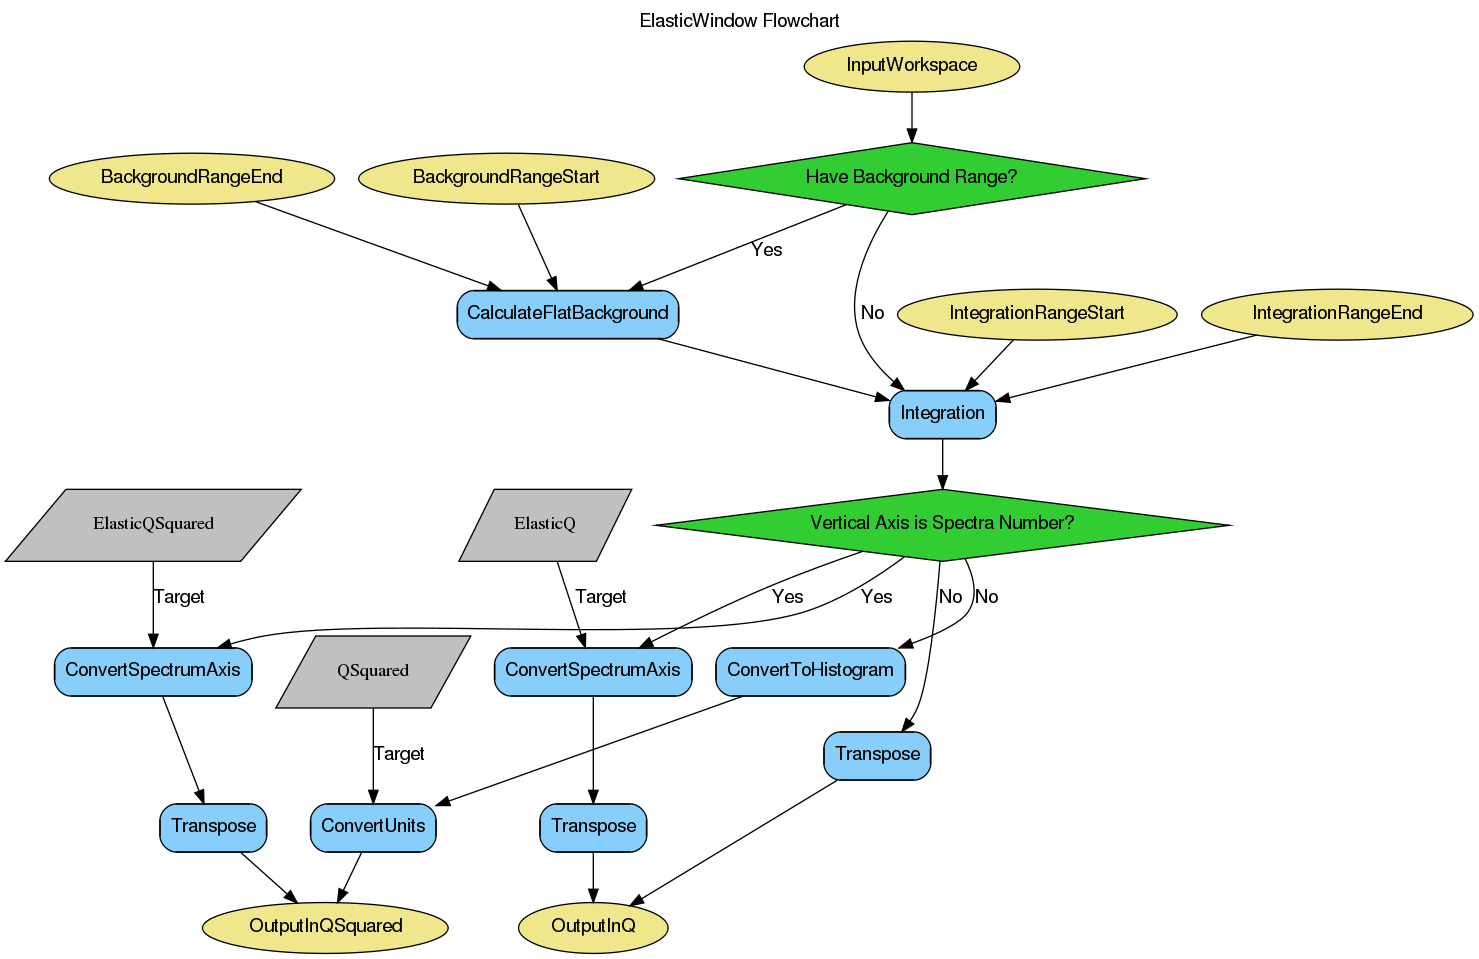 ElasticWindow Flowchart
InputWorkspace
BackgroundRangeEnd
BackgroundRangeStart
Have Background Range?
Yes
CalculateFlatBackground
No
IntegrationRangeStart
IntegrationRangeEnd
Integration
ElasticQSquared
ElasticQ
Vertical Axis is Spectra Number?
Target
Target
Yes
Yes
No
No
ConvertSpectrumAxis
QSquared
ConvertSpectrumAxis
ConvertToHistogram
Target
Transpose
Transpose
ConvertUnits
Transpose
OutputInQSquared
OutputInQ